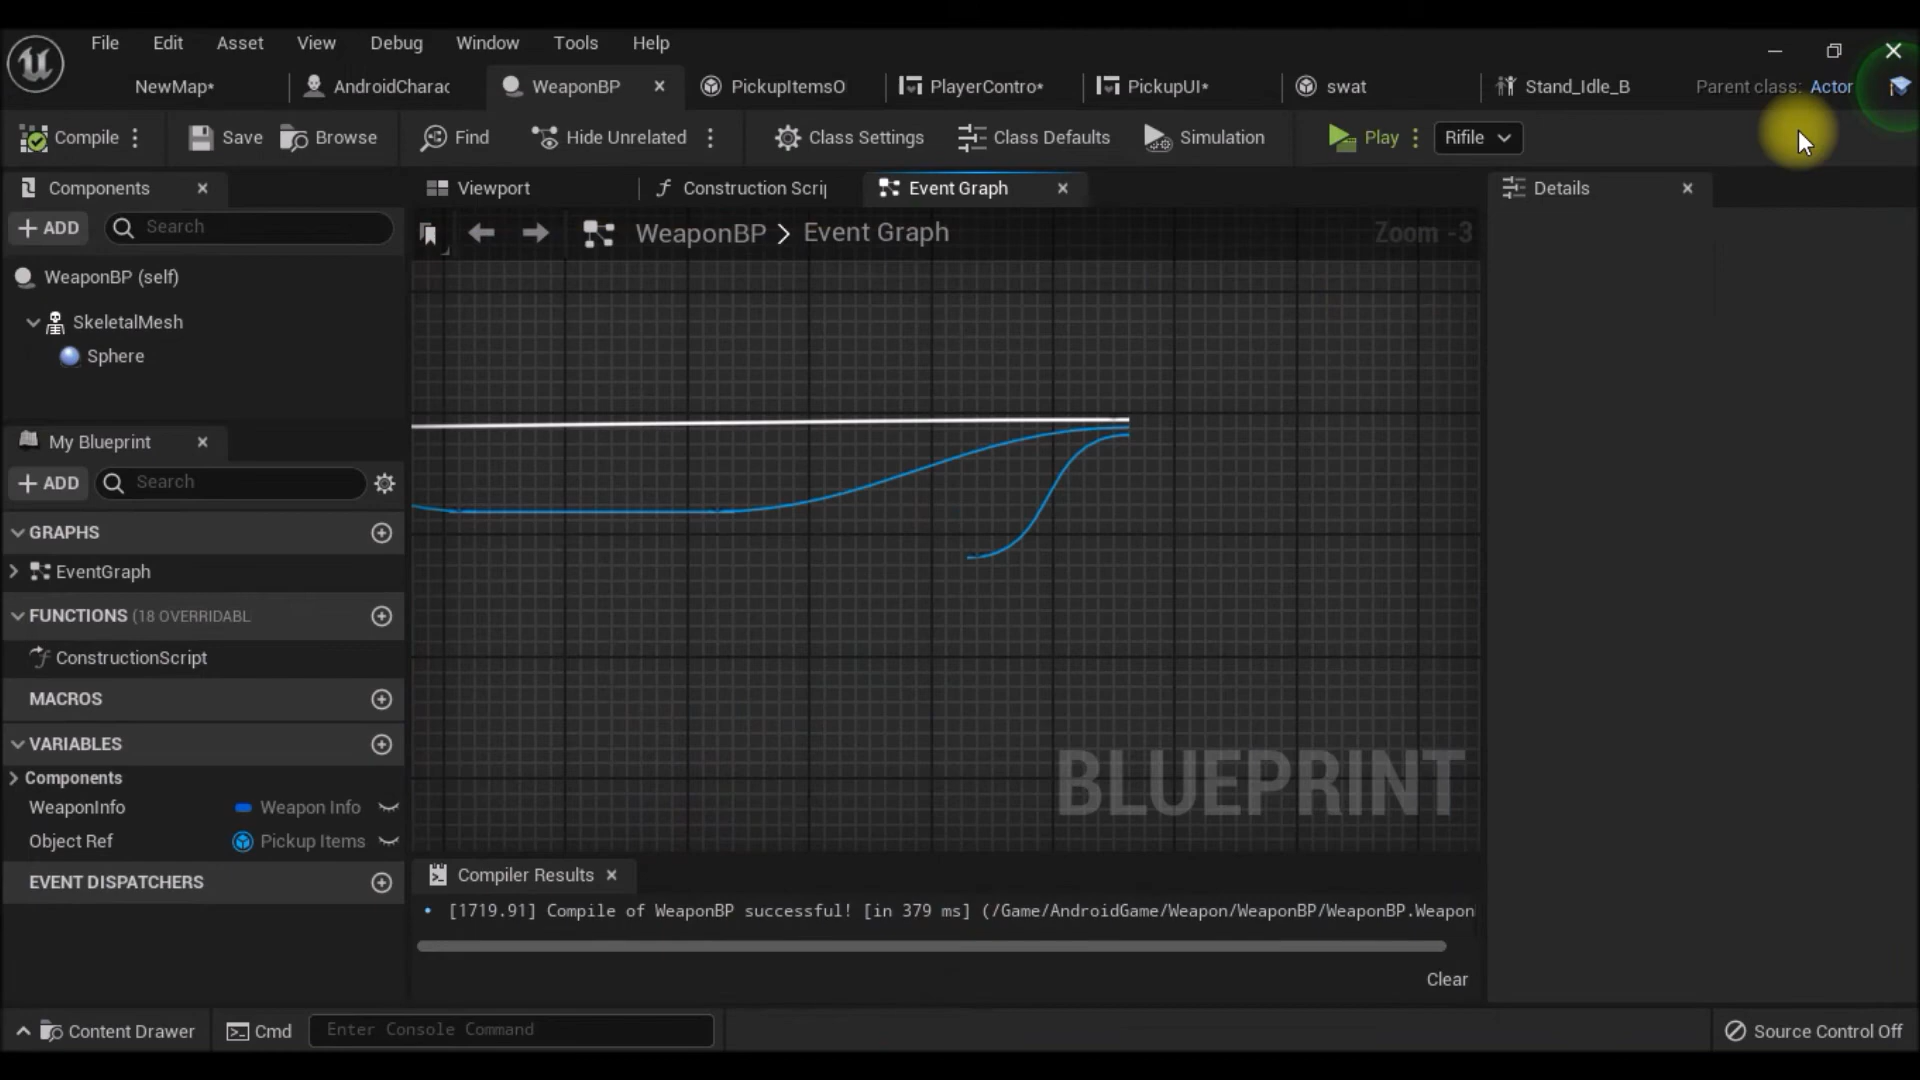 File Edit Asset View Debug Window Tools Help
NewMap* AndroidCharac WeaponBP PickupItemsO PlayerContro* PickupUI* swat Stand_Idle_B Parent class: Actor
Compile Save Browse Find Hide Unrelated Class Settings Class Defaults Simulation Play Rifile
Components Viewport Construction Scrip Event Graph Details
+ ADD Search
WeaponBP > Event Graph Zoom -3
WeaponBP (self)
SkeletalMesh
Sphere
My Blueprint
+ ADD Search
GRAPHS
EventGraph
FUNCTIONS (18 OVERRIDABL
ConstructionScript
MACROS
VARIABLES
Components
WeaponInfo Weapon Info
Object Ref Pickup Items
EVENT DISPATCHERS
BLUEPRINT
Compiler Results
[1719.91] Compile of WeaponBP successful! [in 379 ms] (/Game/AndroidGame/Weapon/WeaponBP/WeaponBP.Weapon
Clear
Content Drawer Cmd Enter Console Command Source Control Off